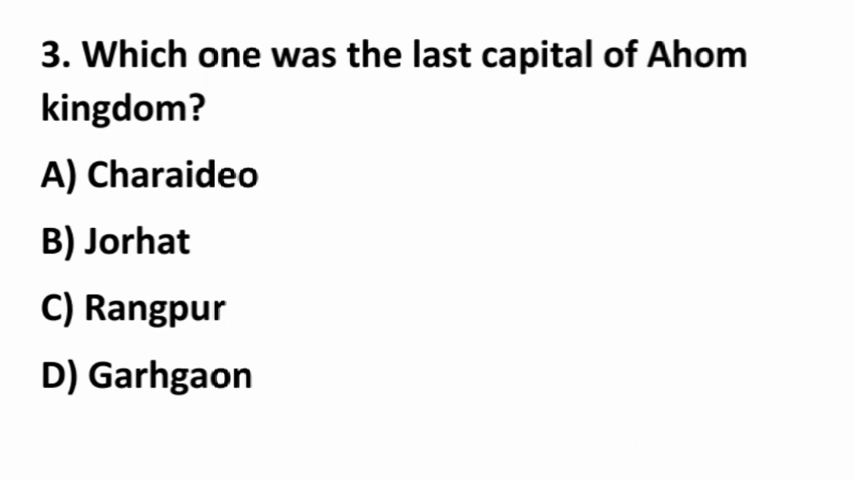 3. Which one was the last capital of Ahom
kingdom?
A) Charaideo
B) Jorhat
C) Rangpur
D) Garhgaon